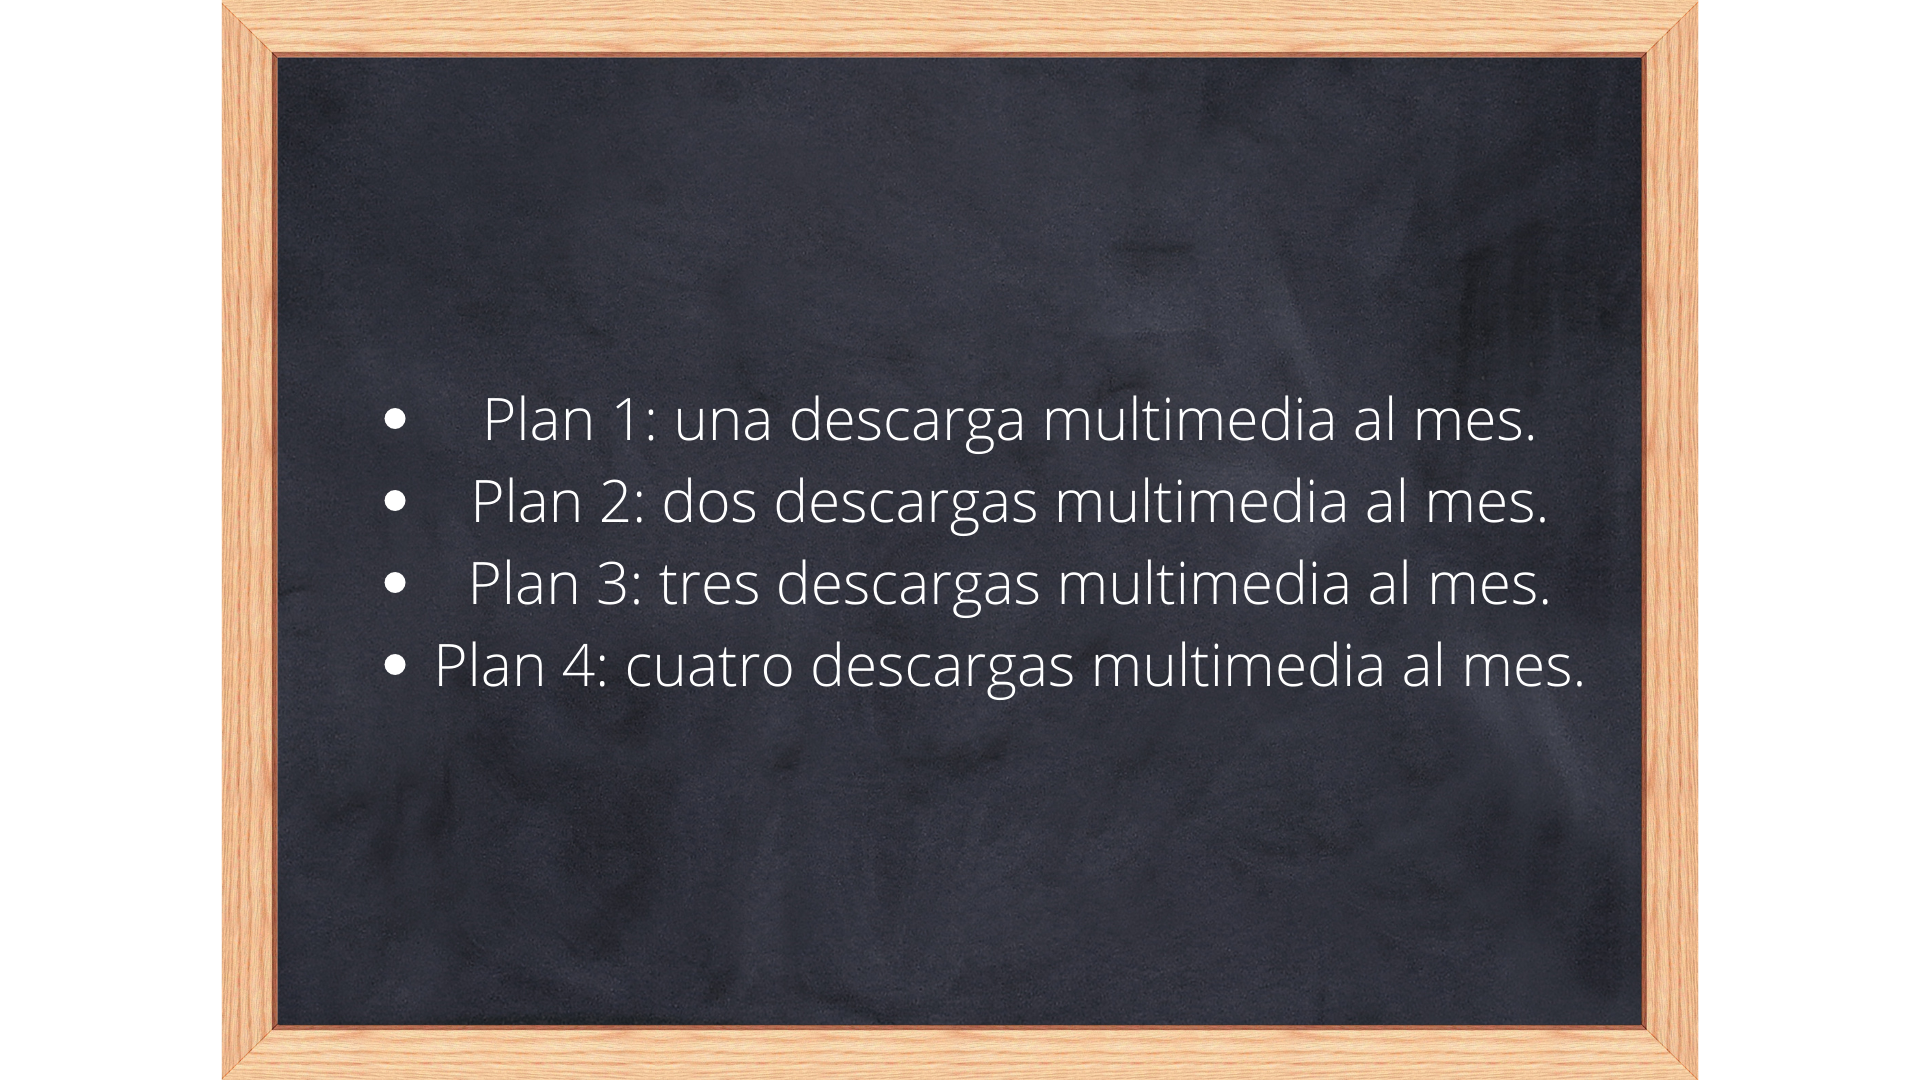 • Plan 1: una descarga multimedia al mes.
• Plan 2: dos descargas multimedia al mes.
• Plan 3: tres descargas multimedia al mes.
• Plan 4: cuatro descargas multimedia al mes.